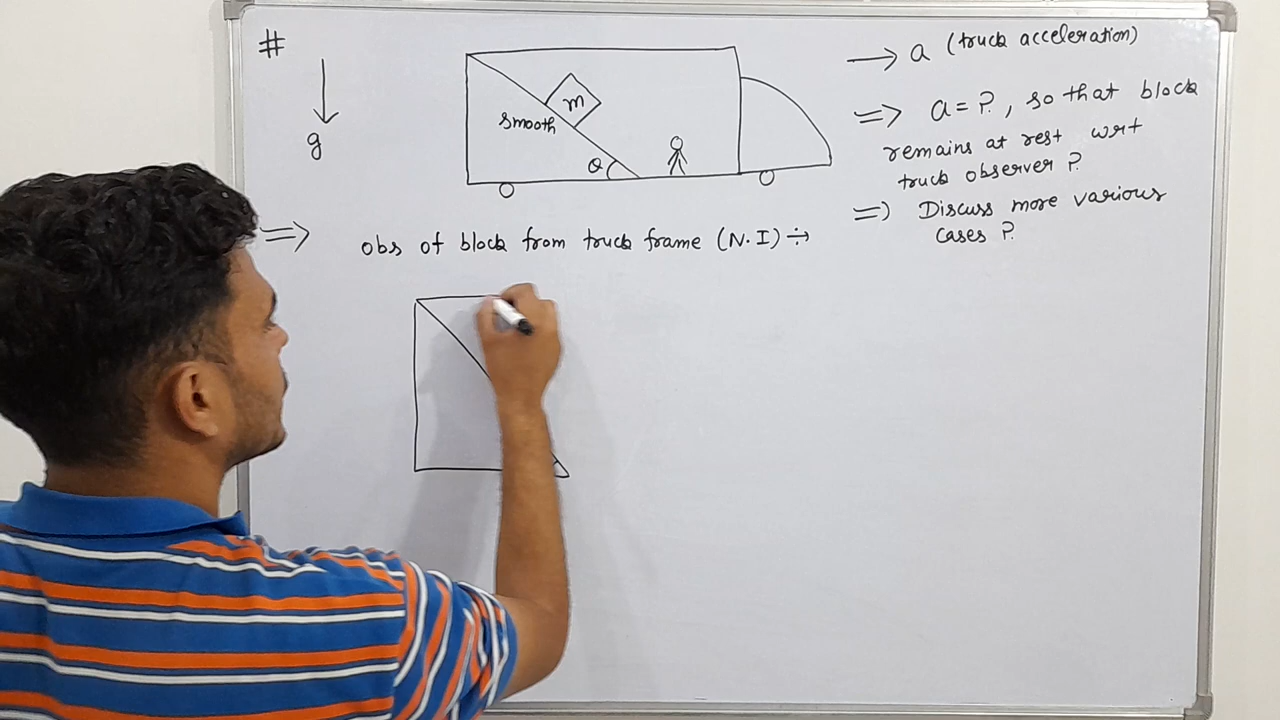 #
g
m
smooth
θ
→ a (truck acceleration)
=> a = ?, so that block
remains at rest wrt
truck observer ?
=) Discuss more various
cases ?
=> obs of block from truck frame (N.I) ÷→